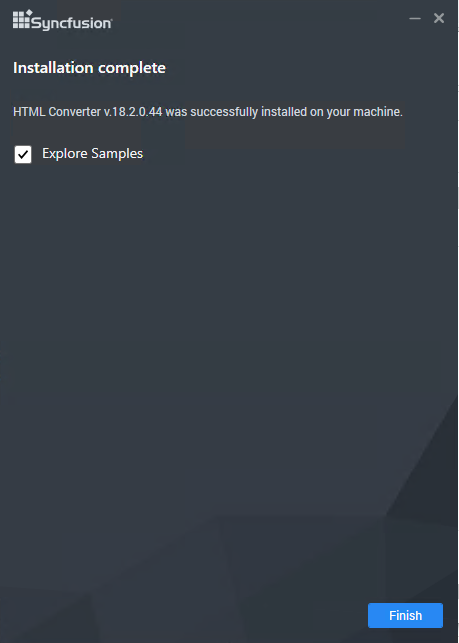 Syncfusion
Installation complete
HTML Converter v.18.2.0.44 was successfully installed on your machine.
Explore Samples
Finish